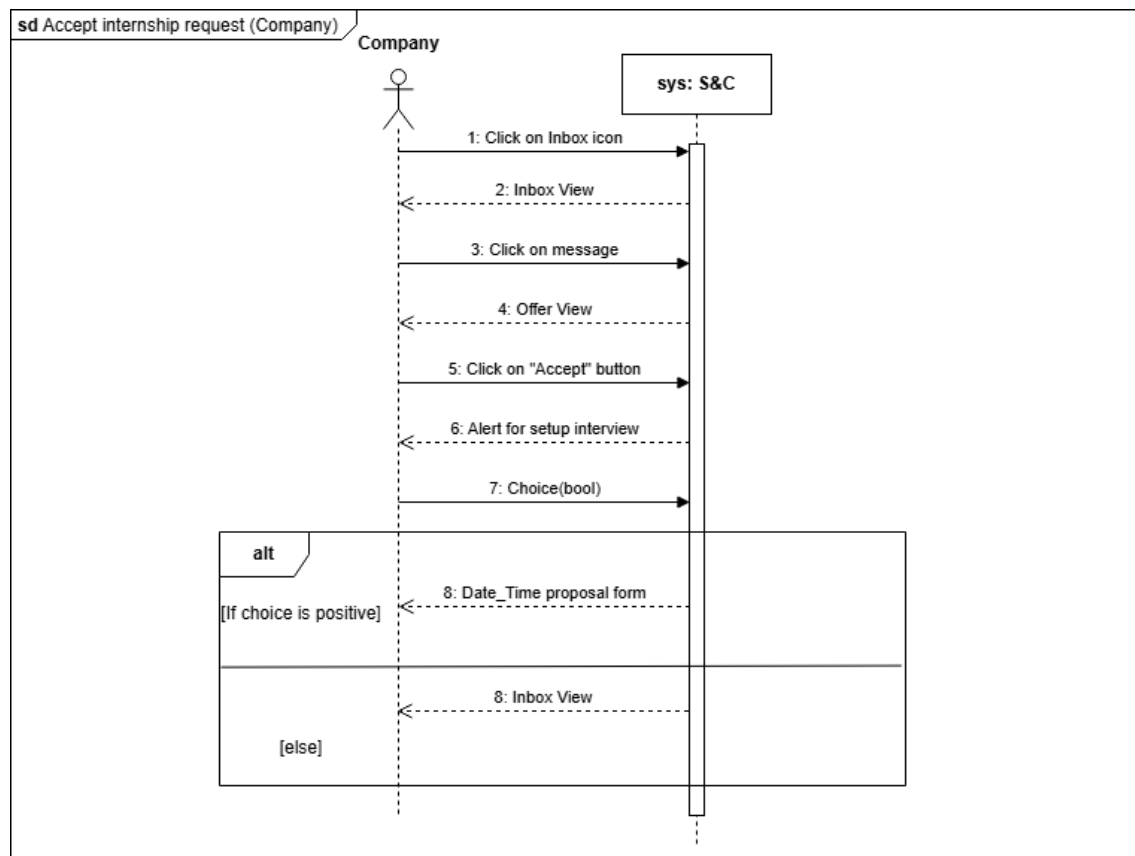 sd Accept internship request (Company)
Company
sys: S&C
1: Click on Inbox icon
2: Inbox View
3: Click on message
4: Offer View
5: Click on "Accept" button
6: Alert for setup interview
7: Choice(bool)
alt
8: Date_Time proposal form
[If choice is positive]
8: Inbox View
[else]